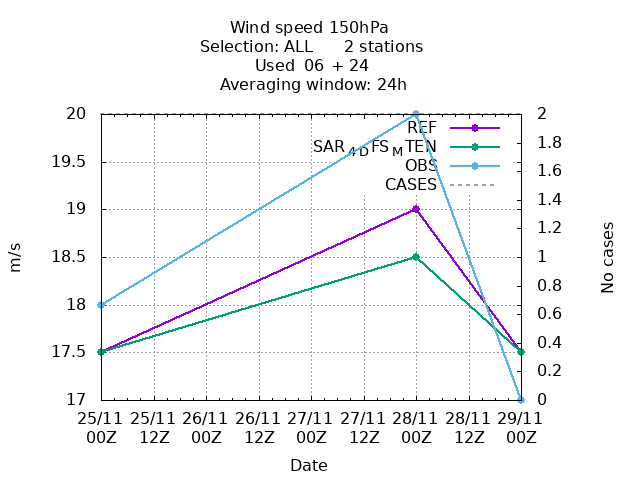 Wind speed 150hPa
Selection: ALL 2 stations
Used 06 + 24
Averaging window: 24h
20
19.5
19
18.5
18
17.5
17
m/s
2
1.8
1.6
1.4
1.2
1
0.8
0.6
0.4
0.2
0
No cases
REF
SAR4DFSMTEN
OBS
CASES
25/11 25/11 26/11 26/11 27/11 27/11 28/11 28/11 29/11
00Z 12Z 00Z 12Z 00Z 12Z 00Z 12Z 00Z
Date